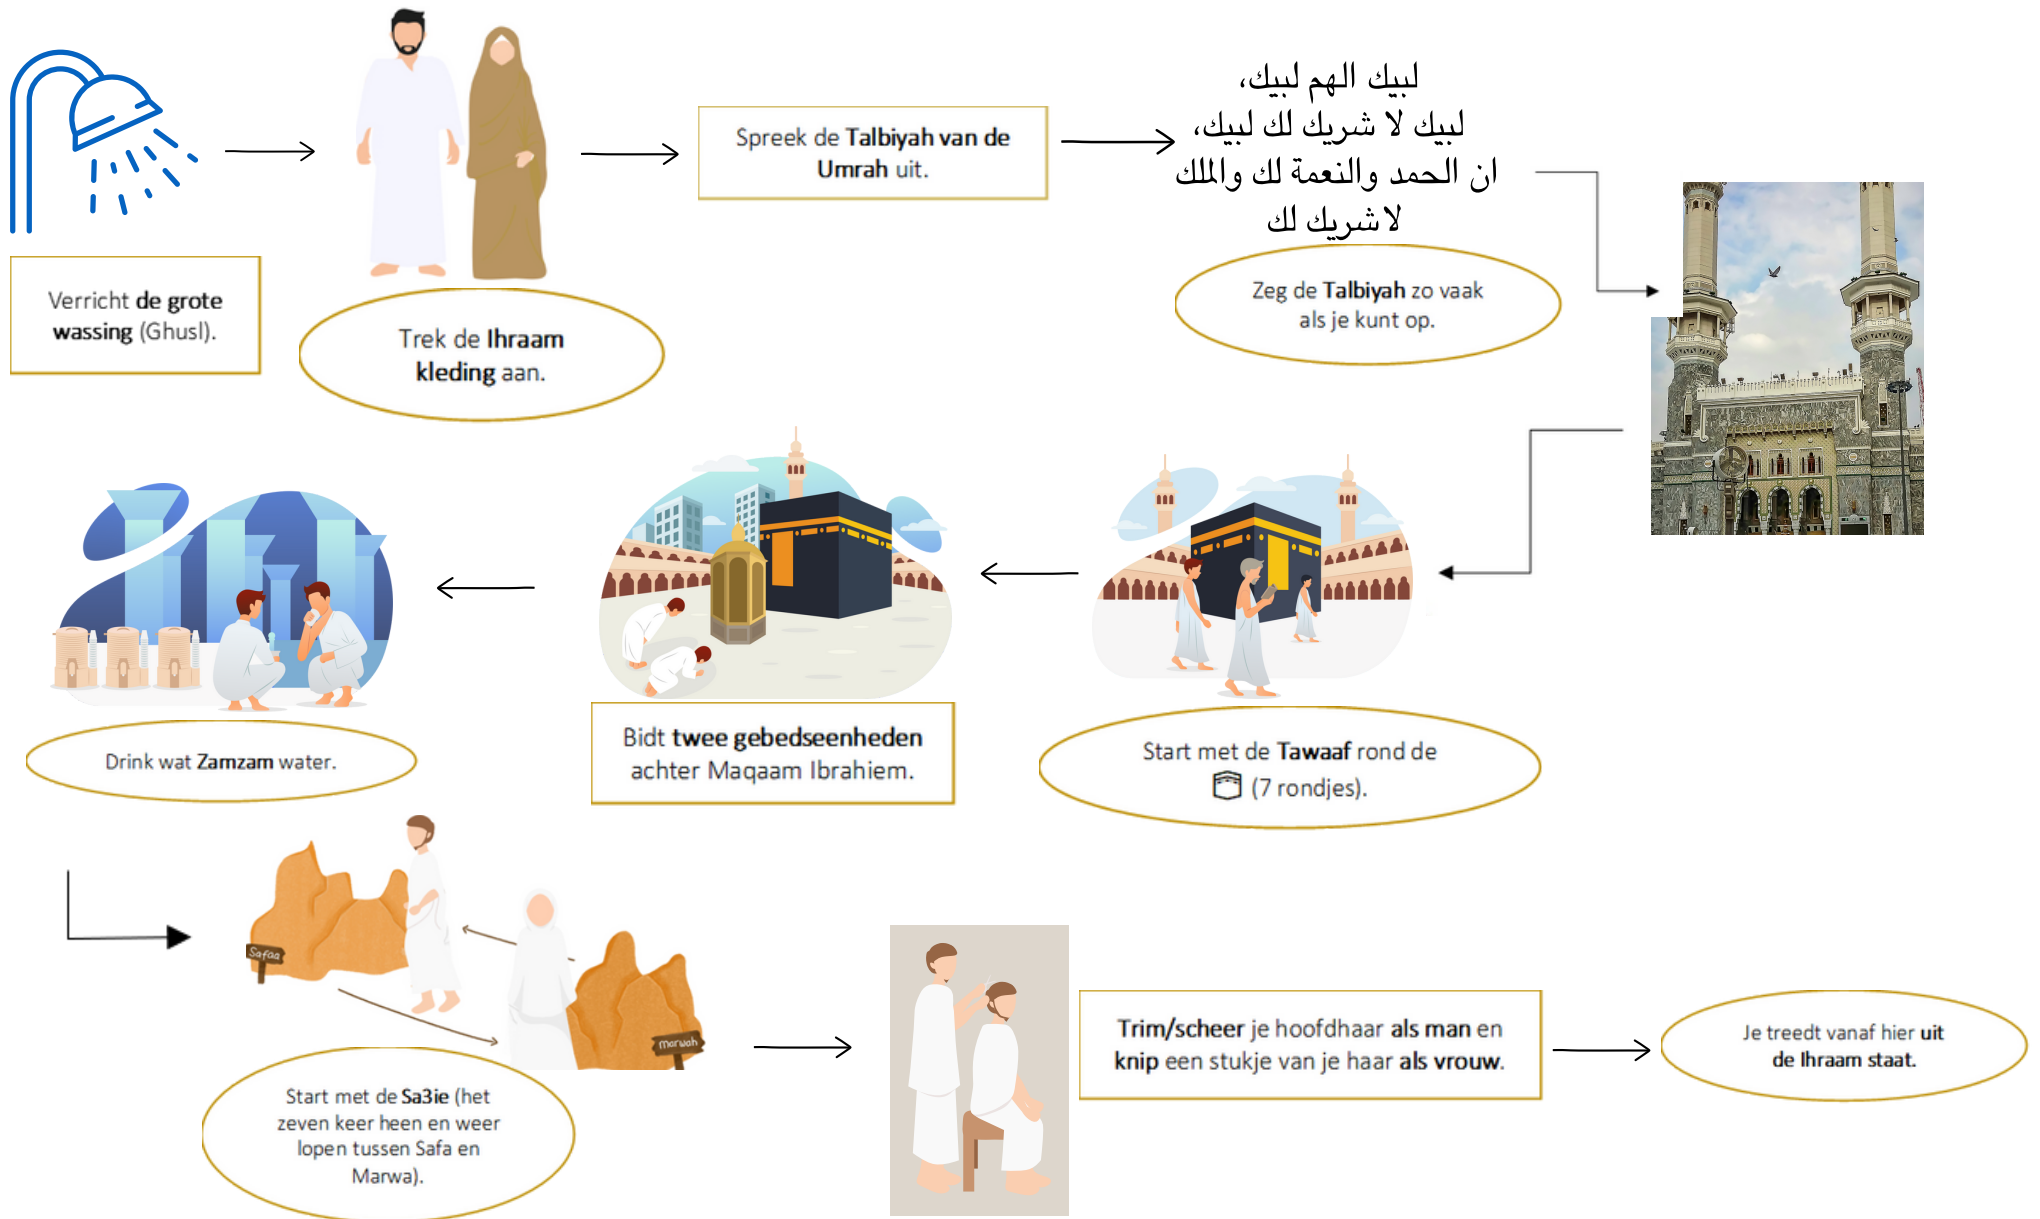 Verricht de grote
wassing (Ghusl).
Trek de Ihraam
kleding aan.
Spreek de Talbiyah van de
Umrah uit.
لبيك الهم لبيك،
لبيك لا شريك لك لبيك،
ان الحمد والنعمة لك والملك
لاشريك لك
Zeg de Talbiyah zo vaak
als je kunt op.
Start met de Tawaaf rond de
(7 rondjes).
Bidt twee gebedseenheden
achter Maqaam Ibrahiem.
Drink wat Zamzam water.
Safaa
marwah
Start met de Sa3ie (het
zeven keer heen en weer
lopen tussen Safa en
Marwa).
Trim/scheer je hoofdhaar als man en
knip een stukje van je haar als vrouw.
Je treedt vanaf hier uit
de Ihraam staat.